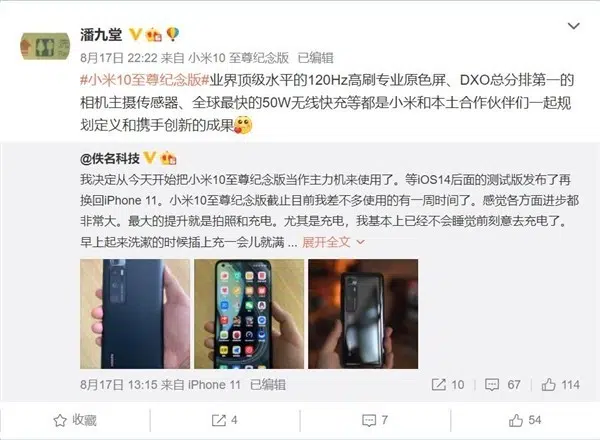 潘九堂
8月17日 22:22 来自 小米10 至尊纪念版 已编辑
#小米10至尊纪念版#业界顶级水平的120Hz高刷专业原色屏、DXO总分排第一的
相机主摄传感器、全球最快的50W无线快充等都是小米和本土合作伙伴们一起规
划定义和携手创新的成果
@佚名科技
我决定从今天开始把小米10至尊纪念版当作主力机来使用了。等iOS14后面的测试版发布了再
换回iPhone 11。小米10至尊纪念版截止目前我差不多使用的有一周时间了。感觉各方面进步都
非常大。最大的提升就是拍照和充电。尤其是充电，我基本上已经不会睡觉前刻意去充电了。
早上起来洗漱的时候插上充一会儿就满 ... 展开全文
8月17日 13:15 来自 iPhone 11 已编辑 10 67 114
收藏 4 7 54